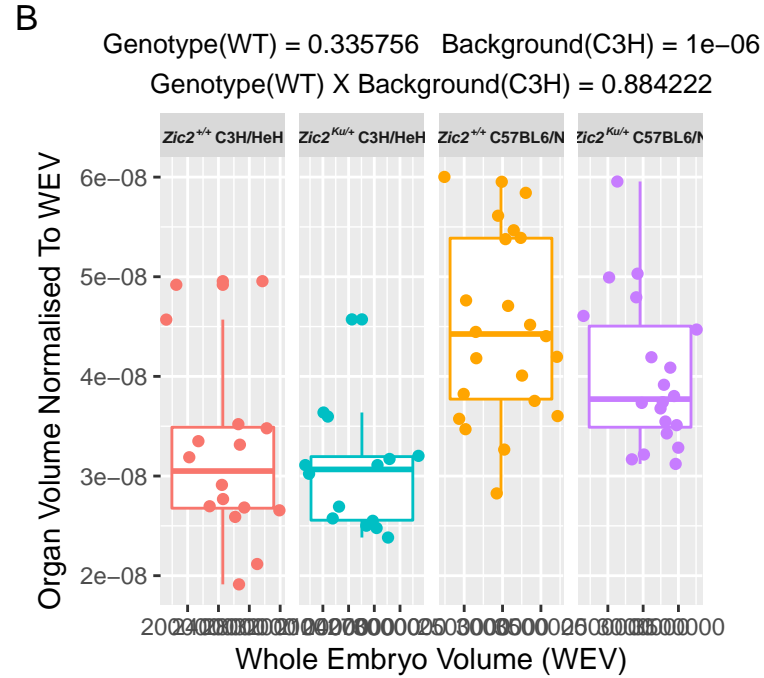 B
Genotype(WT) = 0.335756 Background(C3H) = 1e−06
Genotype(WT) X Background(C3H) = 0.884222
Zic2+/+ C3H/HeH
Zic2Ku/+ C3H/HeH
Zic2+/+ C57BL6/N
Zic2Ku/+ C57BL6/N
Organ Volume Normalised To WEV
6e−08
5e−08
4e−08
3e−08
2e−08
Whole Embryo Volume (WEV)